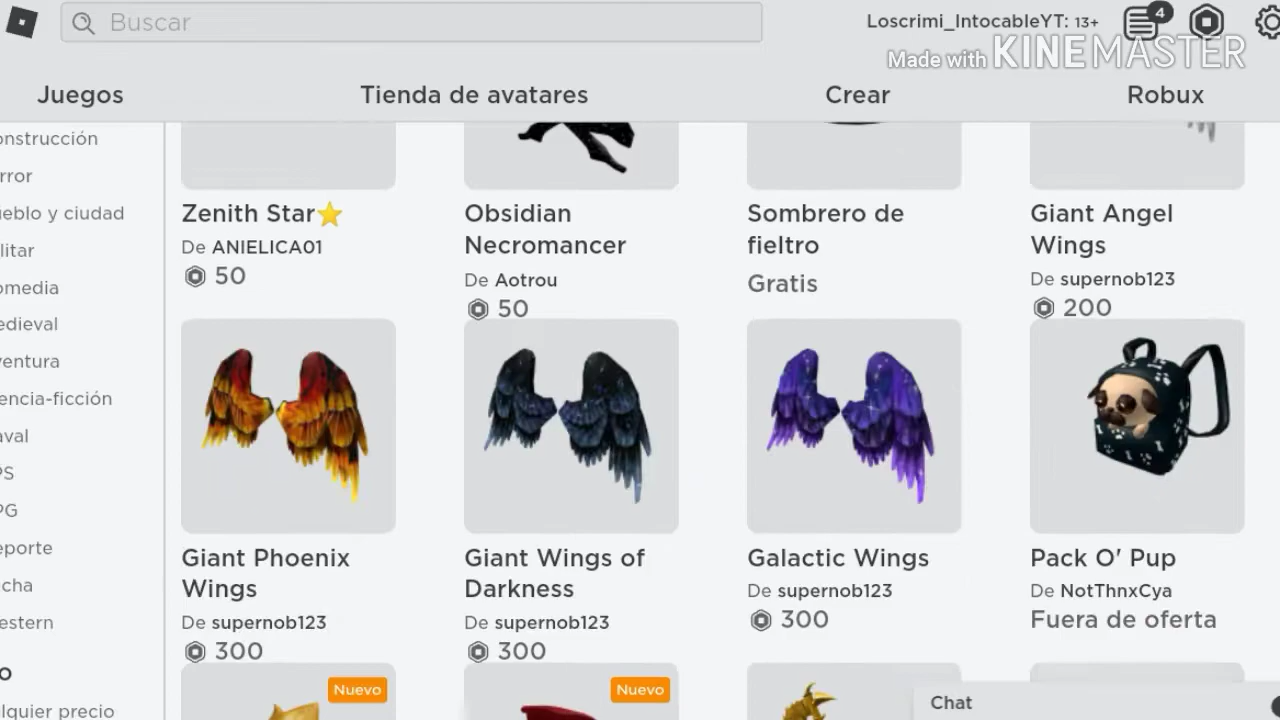 Buscar
Loscrimi_IntocableYT: 13+
4
Made with KINEMASTER
Juegos
Tienda de avatares
Crear
Robux
onstrucción
rror
ueblo y ciudad
litar
omedia
edieval
ventura
encia-ficción
aval
PS
PG
eporte
cha
estern
o
alquier precio
Zenith Star⭐
De ANIELICA01
50
Obsidian
Necromancer
De Aotrou
50
Sombrero de
fieltro
Gratis
Giant Angel
Wings
De supernob123
200
Giant Phoenix
Wings
De supernob123
300
Giant Wings of
Darkness
De supernob123
300
Galactic Wings
De supernob123
300
Pack O' Pup
De NotThnxCya
Fuera de oferta
Nuevo
Nuevo
Chat